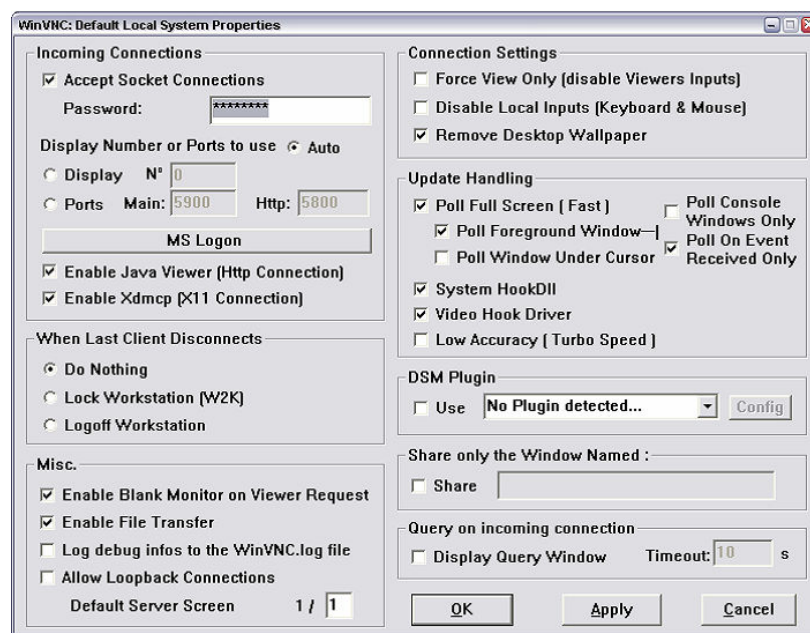 WinVNC: Default Local System Properties
Incoming Connections
Accept Socket Connections
Password: ********
Display Number or Ports to use Auto
Display N° 0
Ports Main: 5900 Http: 5800
MS Logon
Enable Java Viewer (Http Connection)
Enable Xdmcp (X11 Connection)
When Last Client Disconnects
Do Nothing
Lock Workstation (W2K)
Logoff Workstation
Misc.
Enable Blank Monitor on Viewer Request
Enable File Transfer
Log debug infos to the WinVNC.log file
Allow Loopback Connections
Default Server Screen 1 / 1
Connection Settings
Force View Only (disable Viewers Inputs)
Disable Local Inputs (Keyboard & Mouse)
Remove Desktop Wallpaper
Update Handling
Poll Full Screen ( Fast )
Poll Foreground Window
Poll Window Under Cursor
Poll Console
Windows Only
Poll On Event
Received Only
System HookDll
Video Hook Driver
Low Accuracy ( Turbo Speed )
DSM Plugin
Use No Plugin detected... Config
Share only the Window Named :
Share
Query on incoming connection
Display Query Window Timeout: 10 s
OK Apply Cancel